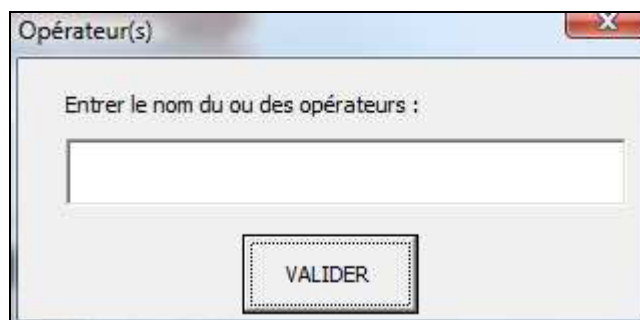 Opérateur(s)
Entrer le nom du ou des opérateurs :
VALIDER